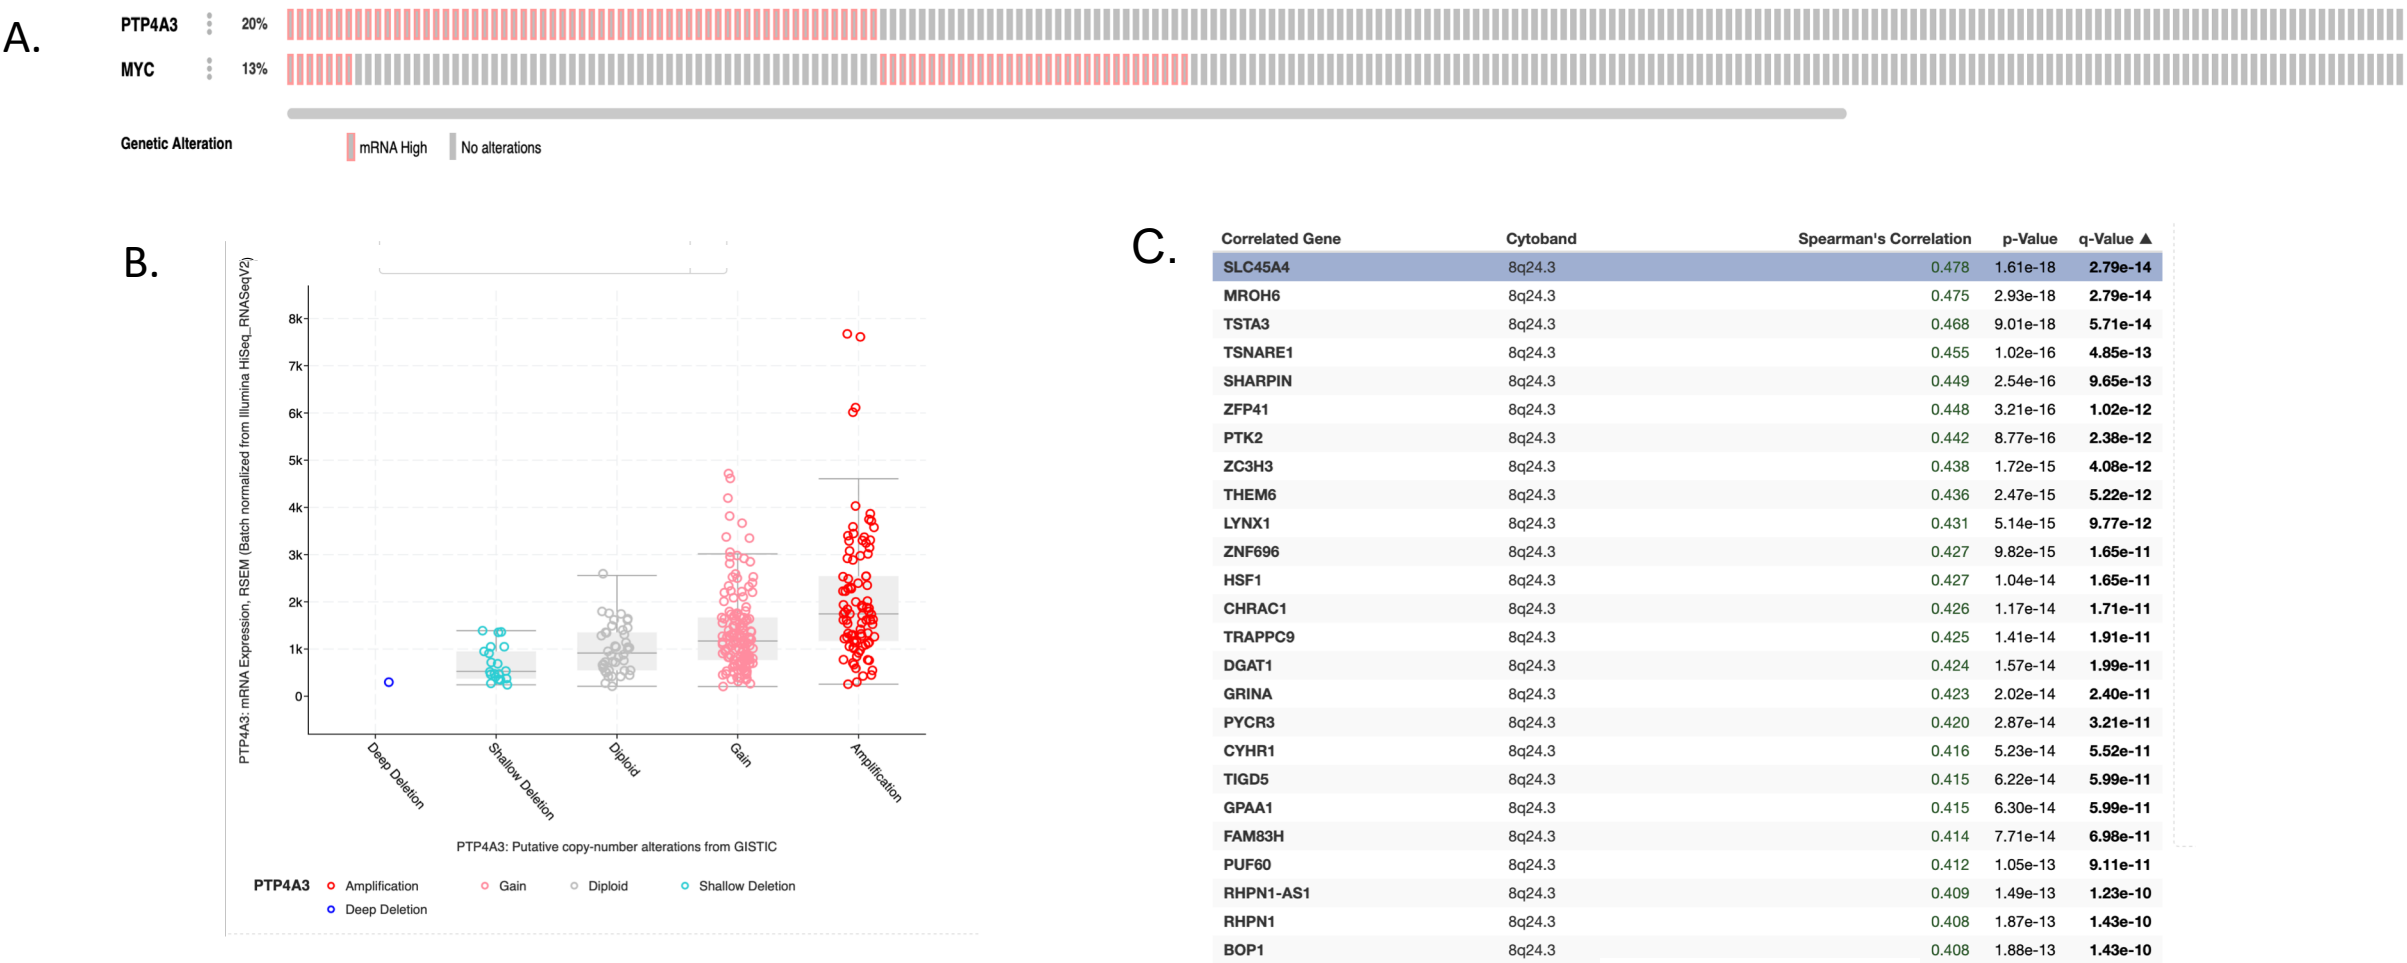 A.
PTP4A3 20%
MYC 13%
Genetic Alteration mRNA High No alterations
B.
PTP4A3: mRNA Expression, RSEM (Batch normalized from Illumina HiSeq_RNASeqV2)
8k
7k
6k
5k
4k
3k
2k
1k
0
Deep Deletion
Shallow Deletion
Diploid
Gain
Amplification
PTP4A3: Putative copy-number alterations from GISTIC
PTP4A3 Amplification Gain Diploid Shallow Deletion
Deep Deletion
C.
Correlated Gene Cytoband Spearman's Correlation p-Value q-Value ▲
SLC45A4 8q24.3 0.478 1.61e-18 2.79e-14
MROH6 8q24.3 0.475 2.93e-18 2.79e-14
TSTA3 8q24.3 0.468 9.01e-18 5.71e-14
TSNARE1 8q24.3 0.455 1.02e-16 4.85e-13
SHARPIN 8q24.3 0.449 2.54e-16 9.65e-13
ZFP41 8q24.3 0.448 3.21e-16 1.02e-12
PTK2 8q24.3 0.442 8.77e-16 2.38e-12
ZC3H3 8q24.3 0.438 1.72e-15 4.08e-12
THEM6 8q24.3 0.436 2.47e-15 5.22e-12
LYNX1 8q24.3 0.431 5.14e-15 9.77e-12
ZNF696 8q24.3 0.427 9.82e-15 1.65e-11
HSF1 8q24.3 0.427 1.04e-14 1.65e-11
CHRAC1 8q24.3 0.426 1.17e-14 1.71e-11
TRAPPC9 8q24.3 0.425 1.41e-14 1.91e-11
DGAT1 8q24.3 0.424 1.57e-14 1.99e-11
GRINA 8q24.3 0.423 2.02e-14 2.40e-11
PYCR3 8q24.3 0.420 2.87e-14 3.21e-11
CYHR1 8q24.3 0.416 5.23e-14 5.52e-11
TIGD5 8q24.3 0.415 6.22e-14 5.99e-11
GPAA1 8q24.3 0.415 6.30e-14 5.99e-11
FAM83H 8q24.3 0.414 7.71e-14 6.98e-11
PUF60 8q24.3 0.412 1.05e-13 9.11e-11
RHPN1-AS1 8q24.3 0.409 1.49e-13 1.23e-10
RHPN1 8q24.3 0.408 1.87e-13 1.43e-10
BOP1 8q24.3 0.408 1.88e-13 1.43e-10